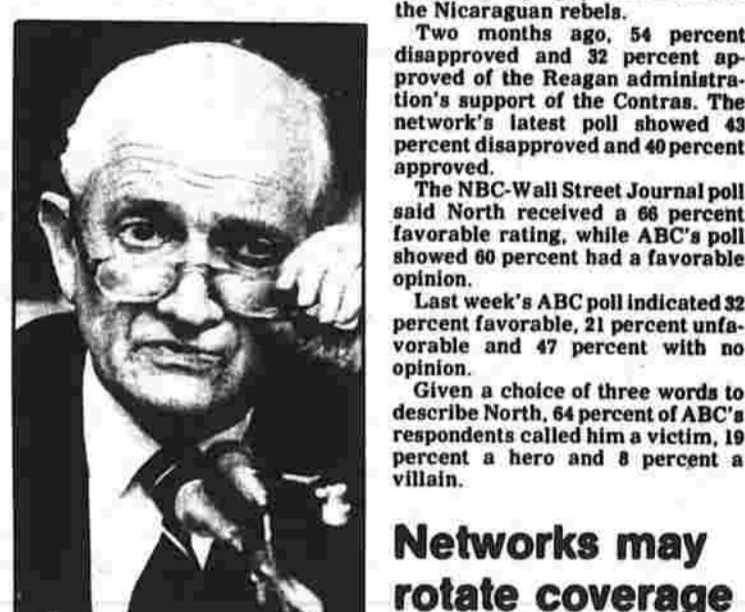 the Nicaraguan rebels.
Two months ago, 54 percent
disapproved and 32 percent ap-
proved of the Reagan administra-
tion's support of the Contras. The
network's latest poll showed 43
percent disapproved and 40 percent
approved.
The NBC-Wall Street Journal poll
said North received a 66 percent
favorable rating, while ABC's poll
showed 60 percent had a favorable
opinion.
Last week's ABC poll indicated 32
percent favorable, 21 percent unfa-
vorable and 47 percent with no
opinion.
Given a choice of three words to
describe North, 64 percent of ABC's
respondents called him a victim, 19
percent a hero and 8 percent a
villain.
Networks may
rotate coverage